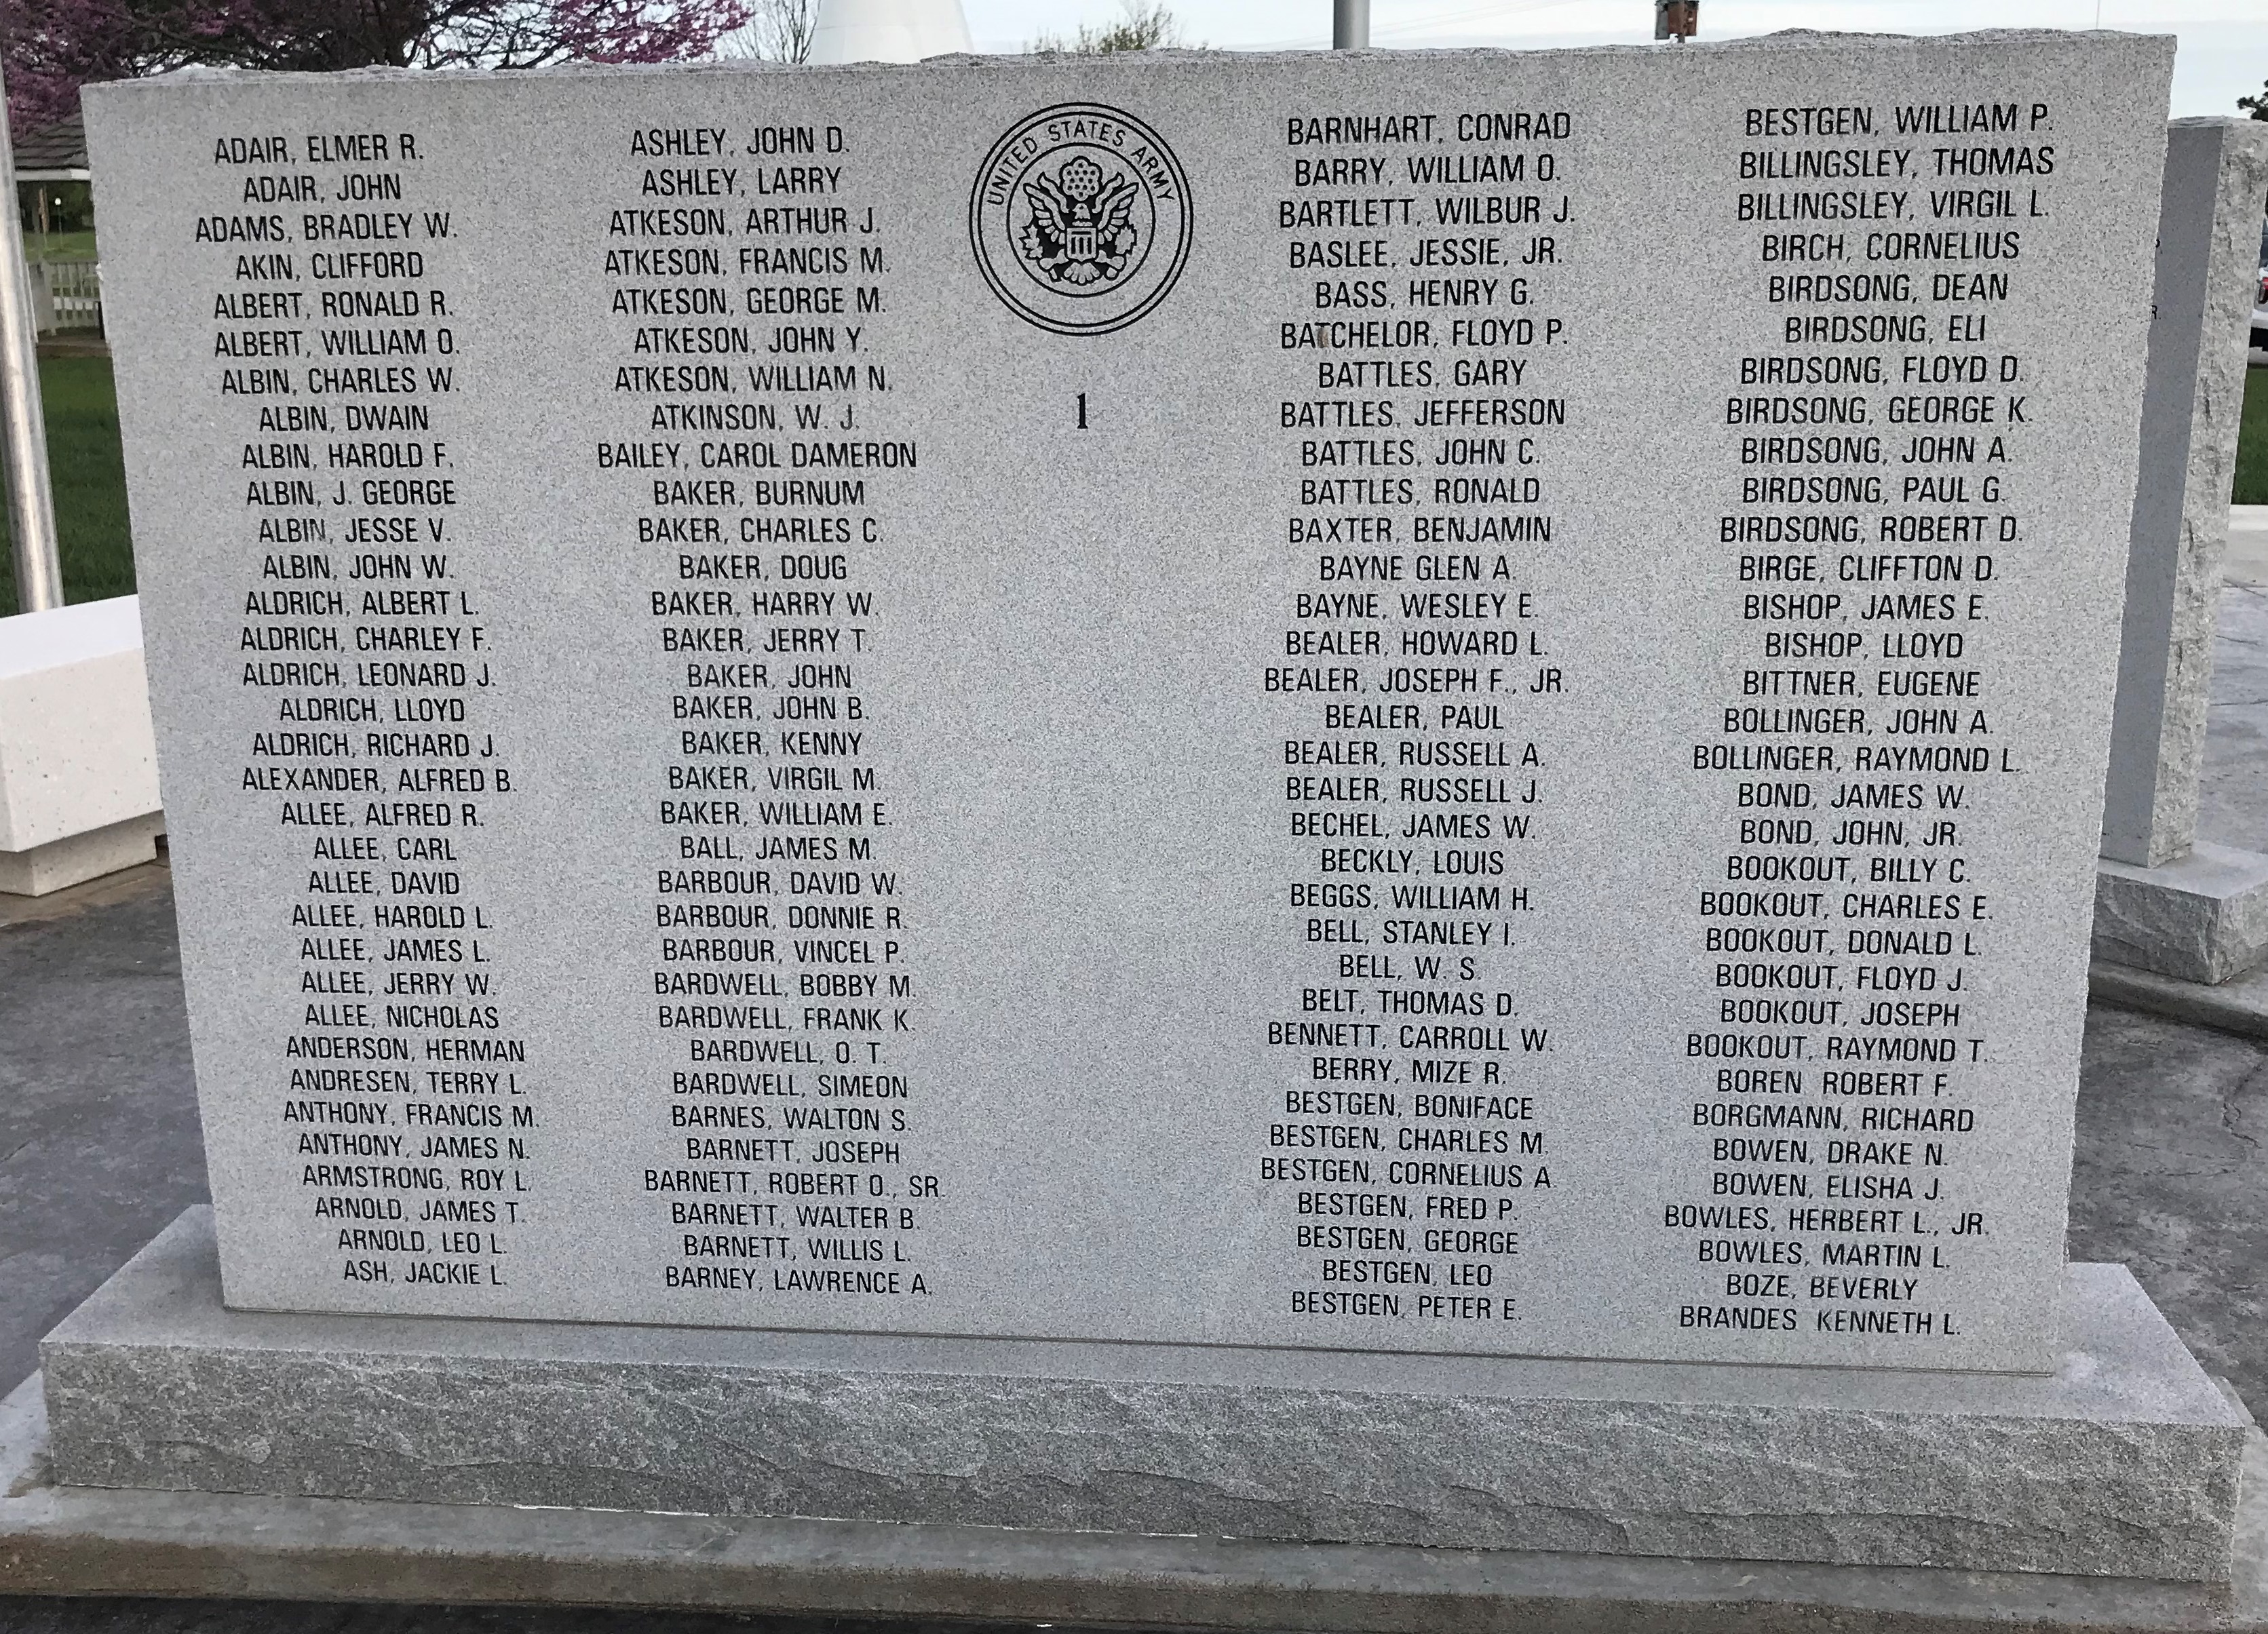 ADAIR, ELMER R.
ADAIR, JOHN
ADAMS, BRADLEY W.
AKIN, CLIFFORD
ALBERT, RONALD R.
ALBERT, WILLIAM O.
ALBIN, CHARLES W.
ALBIN, DWAIN
ALBIN, HAROLD F.
ALBIN, J. GEORGE
ALBIN, JESSE V.
ALBIN, JOHN W.
ALDRICH, ALBERT L.
ALDRICH, CHARLEY F.
ALDRICH, LEONARD J.
ALDRICH, LLOYD
ALDRICH, RICHARD J.
ALEXANDER, ALFRED B.
ALLEE, ALFRED R.
ALLEE, CARL
ALLEE, DAVID
ALLEE, HAROLD L.
ALLEE, JAMES L.
ALLEE, JERRY W.
ALLEE, NICHOLAS
ANDERSON, HERMAN
ANDRESEN, TERRY L.
ANTHONY, FRANCIS M.
ANTHONY, JAMES N.
ARMSTRONG, ROY L.
ARNOLD, JAMES T.
ARNOLD, LEO L.
ASH, JACKIE L.
ASHLEY, JOHN D.
ASHLEY, LARRY
ATKESON, ARTHUR J.
ATKESON, FRANCIS M.
ATKESON, GEORGE M.
ATKESON, JOHN Y.
ATKESON, WILLIAM N.
ATKINSON, W. J.
BAILEY, CAROL DAMERON
BAKER, BURNUM
BAKER, CHARLES C.
BAKER, DOUG
BAKER, HARRY W.
BAKER, JERRY T.
BAKER, JOHN
BAKER, JOHN B.
BAKER, KENNY
BAKER, VIRGIL M.
BAKER, WILLIAM E.
BALL, JAMES M.
BARBOUR, DAVID W.
BARBOUR, DONNIE R.
BARBOUR, VINCEL P.
BARDWELL, BOBBY M.
BARDWELL, FRANK K.
BARDWELL, O. T.
BARDWELL, SIMEON
BARNES, WALTON S.
BARNETT, JOSEPH
BARNETT, ROBERT O., SR.
BARNETT, WALTER B.
BARNETT, WILLIS L.
BARNEY, LAWRENCE A.
UNITED STATES ARMY
1
BARNHART, CONRAD
BARRY, WILLIAM O.
BARTLETT, WILBUR J.
BASLEE, JESSIE, JR.
BASS, HENRY G.
BATCHELOR, FLOYD P.
BATTLES, GARY
BATTLES, JEFFERSON
BATTLES, JOHN C.
BATTLES, RONALD
BAXTER, BENJAMIN
BAYNE GLEN A.
BAYNE, WESLEY E.
BEALER, HOWARD L.
BEALER, JOSEPH F., JR.
BEALER, PAUL
BEALER, RUSSELL A.
BEALER, RUSSELL J.
BECHEL, JAMES W.
BECKLY, LOUIS
BEGGS, WILLIAM H.
BELL, STANLEY I.
BELL, W. S.
BELT, THOMAS D.
BENNETT, CARROLL W.
BERRY, MIZE R.
BESTGEN, BONIFACE
BESTGEN, CHARLES M.
BESTGEN, CORNELIUS A.
BESTGEN, FRED P.
BESTGEN, GEORGE
BESTGEN, LEO
BESTGEN, PETER E.
BESTGEN, WILLIAM P.
BILLINGSLEY, THOMAS
BILLINGSLEY, VIRGIL L.
BIRCH, CORNELIUS
BIRDSONG, DEAN
BIRDSONG, ELI
BIRDSONG, FLOYD D.
BIRDSONG, GEORGE K.
BIRDSONG, JOHN A.
BIRDSONG, PAUL G.
BIRDSONG, ROBERT D.
BIRGE, CLIFFTON D.
BISHOP, JAMES E.
BISHOP, LLOYD
BITTNER, EUGENE
BOLLINGER, JOHN A.
BOLLINGER, RAYMOND L.
BOND, JAMES W.
BOND, JOHN, JR.
BOOKOUT, BILLY C.
BOOKOUT, CHARLES E.
BOOKOUT, DONALD L.
BOOKOUT, FLOYD J.
BOOKOUT, JOSEPH
BOOKOUT, RAYMOND T.
BOREN ROBERT F.
BORGMANN, RICHARD
BOWEN, DRAKE N.
BOWEN, ELISHA J.
BOWLES, HERBERT L., JR.
BOWLES, MARTIN L.
BOZE, BEVERLY
BRANDES KENNETH L.